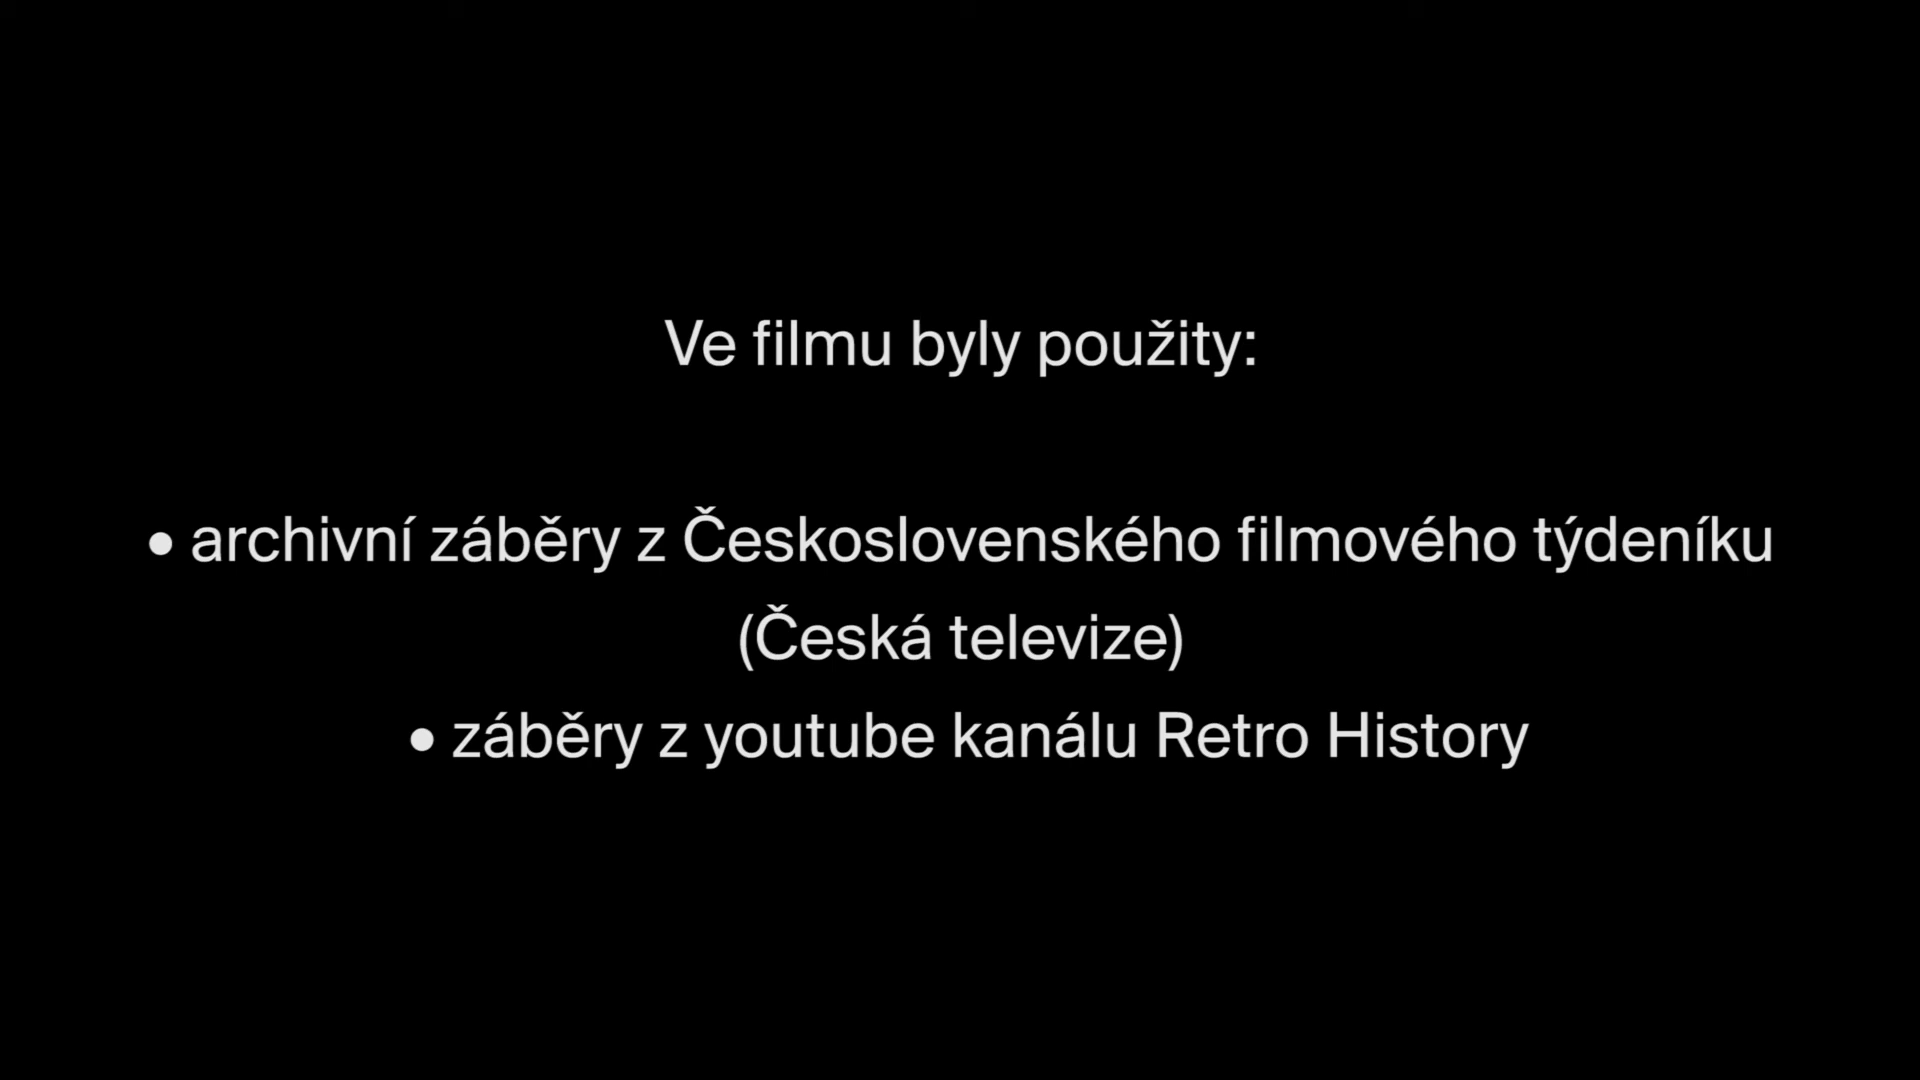 Ve filmu byly použity:
• archivní záběry z Československého filmového týdeníku
(Česká televize)
• záběry z youtube kanálu Retro History